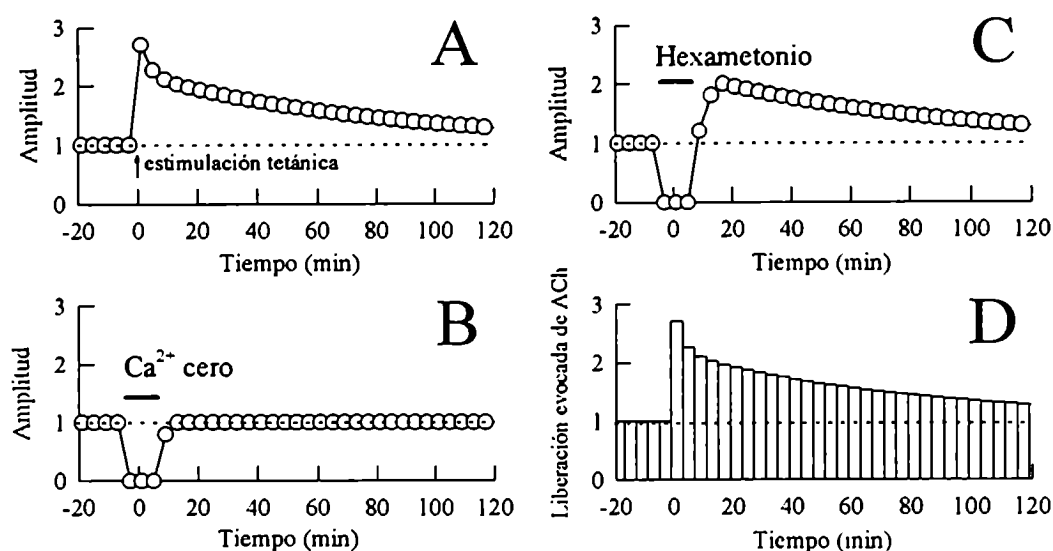 A
3
2
1
0
Amplitud
estimulación tetánica
-20 0 20 40 60 80 100 120
Tiempo (min)
B
3
2
1
0
Amplitud
Ca²⁺ cero
-20 0 20 40 60 80 100 120
Tiempo (min)
C
3
2
1
0
Amplitud
Hexametonio
-20 0 20 40 60 80 100 120
Tiempo (min)
D
3
2
1
0
Liberación evocada de ACh
-20 0 20 40 60 80 100 120
Tiempo (min)